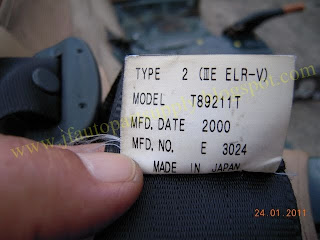 TYPE 2 (ⅢE ELR-V)
MODEL T89211T
MFD. DATE 2000
MFD. NO. E 3024
MADE IN JAPAN
24.01.2011